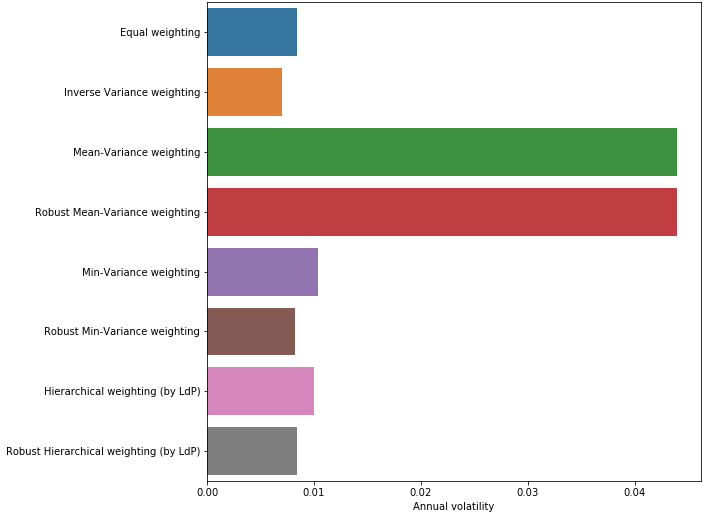 Equal weighting
Inverse Variance weighting
Mean-Variance weighting
Robust Mean-Variance weighting
Min-Variance weighting
Robust Min-Variance weighting
Hierarchical weighting (by LdP)
Robust Hierarchical weighting (by LdP)
0.00 0.01 0.02 0.03 0.04
Annual volatility